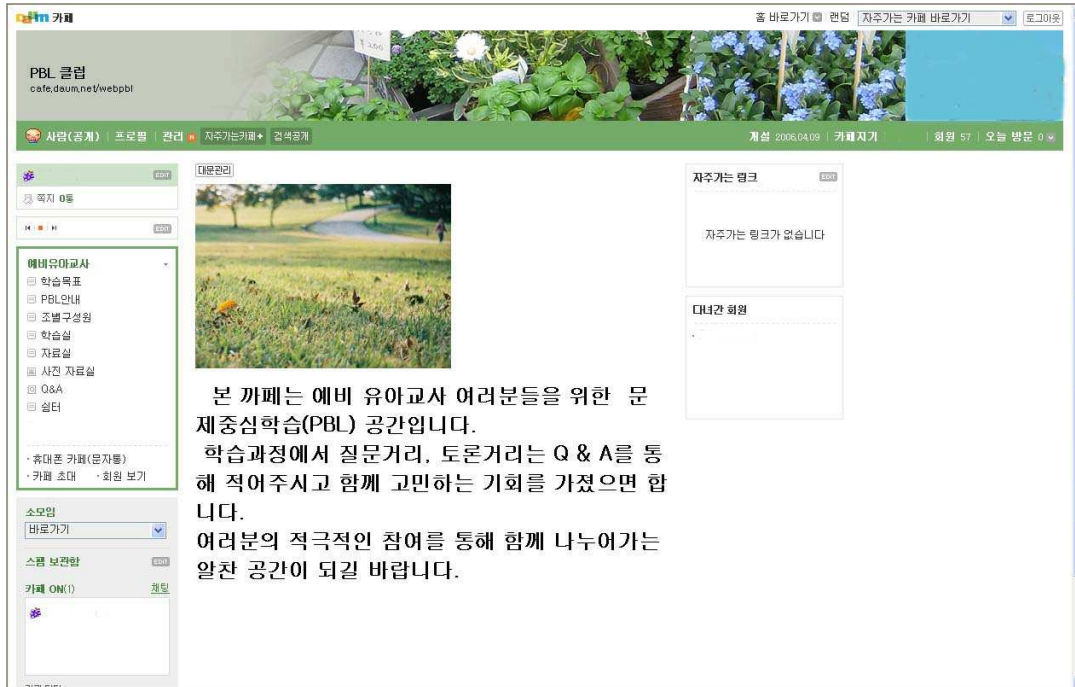 Daum 카페
홈 바로가기 랜덤 자주가는 카페 바로가기 로그아웃
PBL 클럽
cafe.daum.net/webpbl
사람(공개) 프로필 관리 자주가는카페+ 검색공개
개설 2006.04.09 카페지기 회원 57 오늘 방문 0
EDIT
쪽지 0통
EDIT
예비유아교사
학습목표
PBL안내
조별구성원
학습실
자료실
사진 자료실
Q&A
쉼터
· 휴대폰 카페(문자통)
· 카페 초대 · 회원 보기
소모임
바로가기
스팸 보관함 EDIT
카페 ON(1) 채팅
대문관리
본 까페는 예비 유아교사 여러분들을 위한 문
제중심학습(PBL) 공간입니다.
학습과정에서 질문거리, 토론거리는 Q & A를 통
해 적어주시고 함께 고민하는 기회를 가졌으면 합
니다.
여러분의 적극적인 참여를 통해 함께 나누어가는
알찬 공간이 되길 바랍니다.
자주가는 링크 EDIT
자주가는 링크가 없습니다
다녀간 회원